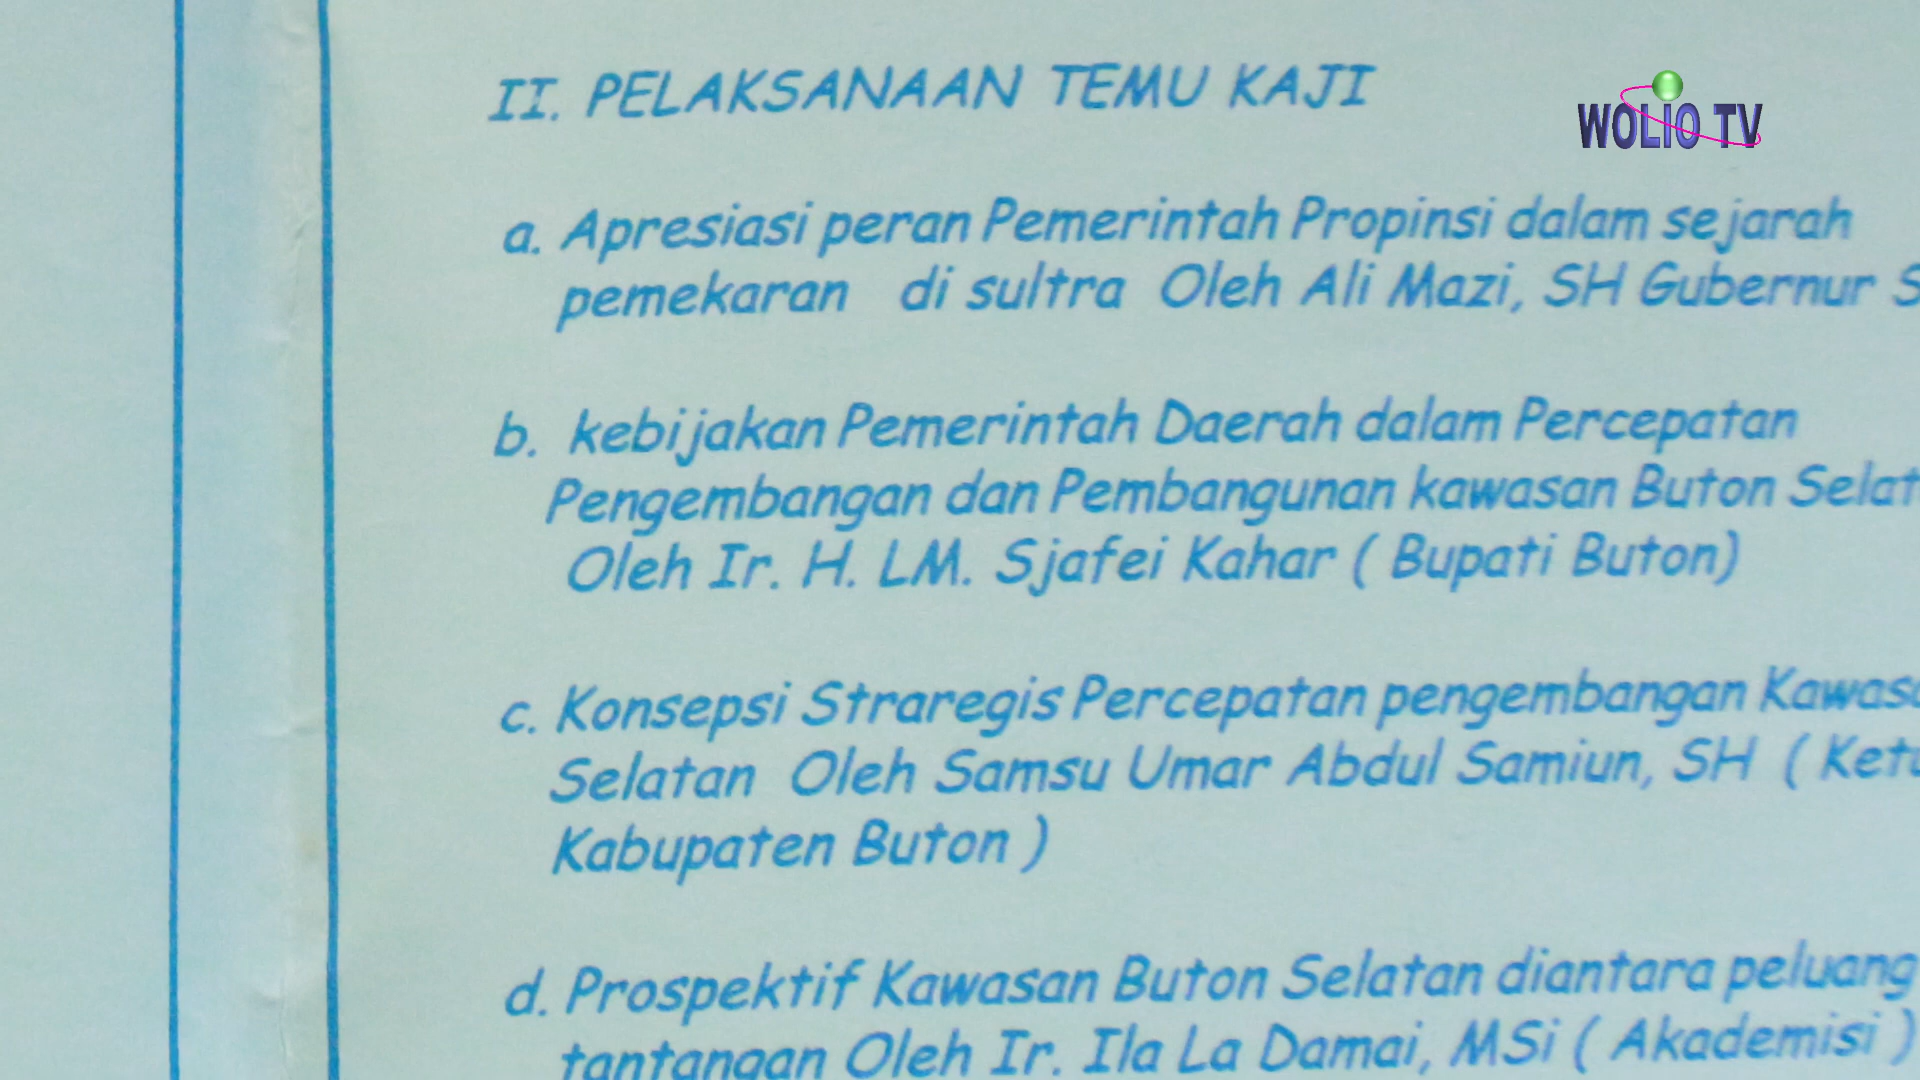 II. PELAKSANAAN TEMU KAJI
WOLIO TV
a. Apresiasi peran Pemerintah Propinsi dalam sejarah
pemekaran di sultra Oleh Ali Mazi, SH Gubernur
b. kebijakan Pemerintah Daerah dalam Percepatan
Pengembangan dan Pembangunan kawasan Buton
Oleh Ir. H. LM. Sjafei Kahar ( Bupati Buton)
c. Konsepsi Straregis Percepatan pengembangan
Selatan Oleh Samsu Umar Abdul Samiun, SH (
Kabupaten Buton )
d. Prospektif Kawasan Buton Selatan diantara peluang
tantangan Oleh Ir. Ila La Damai, MSi ( Akademisi )